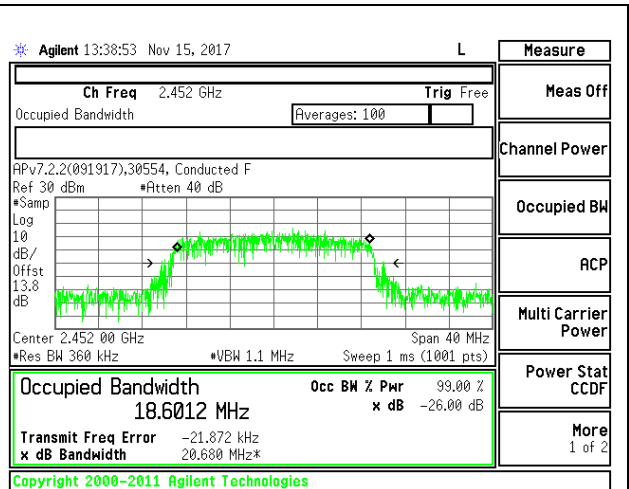 Agilent 13:38:53 Nov 15, 2017 L
Measure
Ch Freq 2.452 GHz Trig Free
Meas Off
Occupied Bandwidth Averages: 100
Channel Power
APv7.2.2(091917),30554, Conducted F
Ref 30 dBm #Atten 40 dB
#Samp
Log
10
dB/
Offst
13.8
dB
Occupied BW
ACP
Multi Carrier
Power
Center 2.452 00 GHz Span 40 MHz
#Res BW 360 kHz #VBW 1.1 MHz Sweep 1 ms (1001 pts)
Power Stat
CCDF
Occupied Bandwidth Occ BW % Pwr 99.00 %
18.6012 MHz x dB -26.00 dB
Transmit Freq Error -21.872 kHz
x dB Bandwidth 20.680 MHz*
More
1 of 2
Copyright 2000-2011 Agilent Technologies